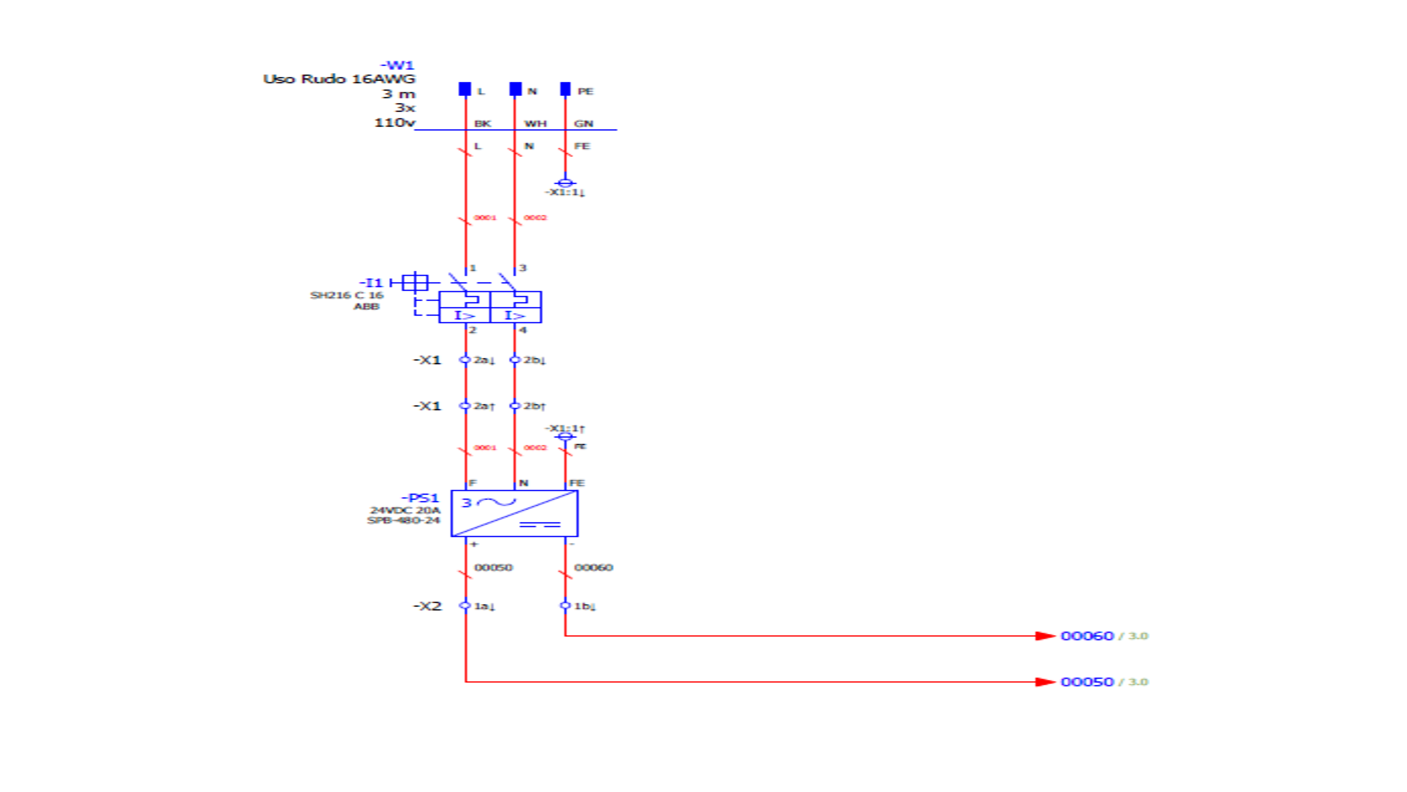 -W1
Uso Rudo 16AWG
3 m
3x
110v
L N PE
BK WH GN
L N FE
-X1:1↓
0001 0002
1 3
-I1
SH216 C 16
ABB
I> I>
2 4
-X1 2a↓ 2b↓
-X1 2a↑ 2b↑
-X1:1↑
0001 0002 PE
F N FE
-PS1
24VDC 20A
SPB-480-24
3
+ -
00050 00060
-X2 1a↓ 1b↓
00060 / 3.0
00050 / 3.0